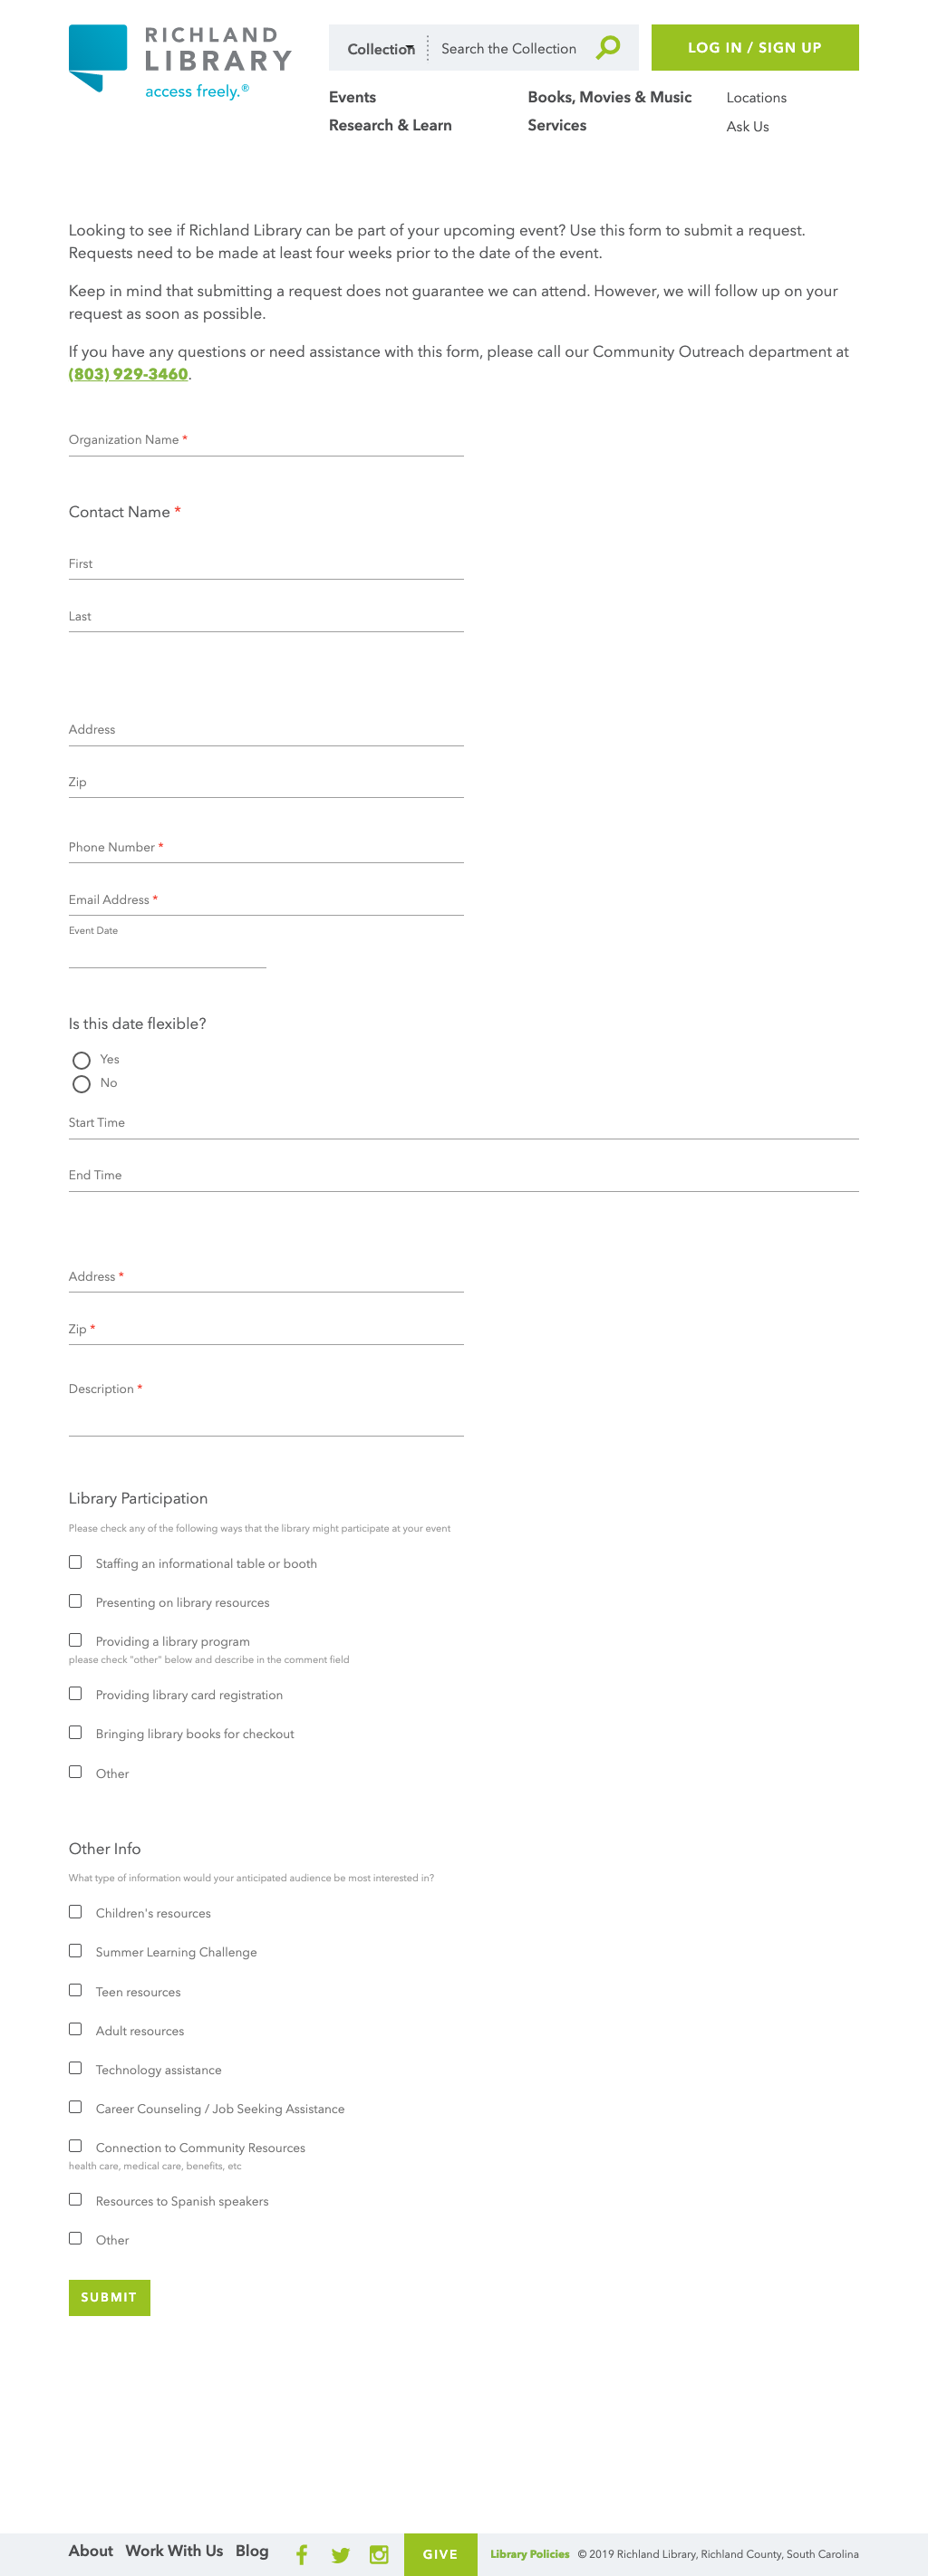 RICHLAND
LIBRARY
access freely.®
Collection
Search the Collection
LOG IN / SIGN UP
Events
Books, Movies & Music
Locations
Research & Learn
Services
Ask Us
Looking to see if Richland Library can be part of your upcoming event? Use this form to submit a request.
Requests need to be made at least four weeks prior to the date of the event.
Keep in mind that submitting a request does not guarantee we can attend. However, we will follow up on your
request as soon as possible.
If you have any questions or need assistance with this form, please call our Community Outreach department at
(803) 929-3460.
Organization Name *
Contact Name *
First
Last
Address
Zip
Phone Number *
Email Address *
Event Date
Is this date flexible?
Yes
No
Start Time
End Time
Address *
Zip *
Description *
Library Participation
Please check any of the following ways that the library might participate at your event
Staffing an informational table or booth
Presenting on library resources
Providing a library program
please check "other" below and describe in the comment field
Providing library card registration
Bringing library books for checkout
Other
Other Info
What type of information would your anticipated audience be most interested in?
Children's resources
Summer Learning Challenge
Teen resources
Adult resources
Technology assistance
Career Counseling / Job Seeking Assistance
Connection to Community Resources
health care, medical care, benefits, etc
Resources to Spanish speakers
Other
SUBMIT
About Work With Us Blog
GIVE
Library Policies © 2019 Richland Library, Richland County, South Carolina